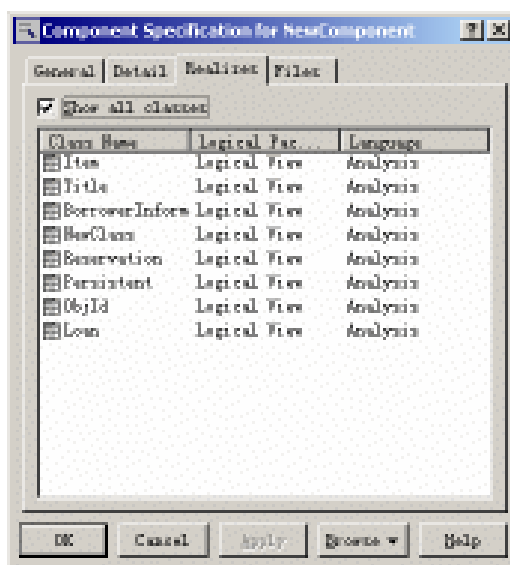 Component Specification for NewComponent
General Detail Realizes Files
Show all classes
Class Name Logical Pac... Language
Item Logical View Analysis
Title Logical View Analysis
BorrowerInform Logical View Analysis
NewClass Logical View Analysis
Reservation Logical View Analysis
Persistent Logical View Analysis
ObjId Logical View Analysis
Loan Logical View Analysis
OK Cancel Apply Browse Help